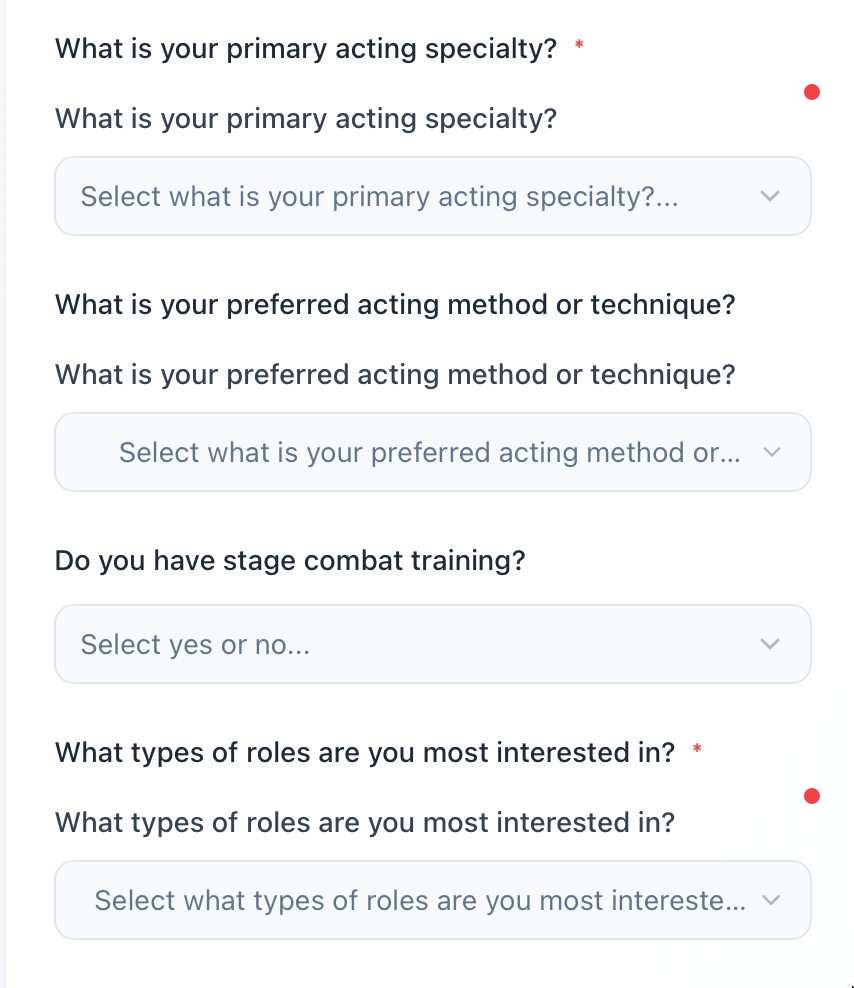 What is your primary acting specialty? *
What is your primary acting specialty?
Select what is your primary acting specialty?...
What is your preferred acting method or technique?
What is your preferred acting method or technique?
Select what is your preferred acting method or...
Do you have stage combat training?
Select yes or no...
What types of roles are you most interested in? *
What types of roles are you most interested in?
Select what types of roles are you most intereste...